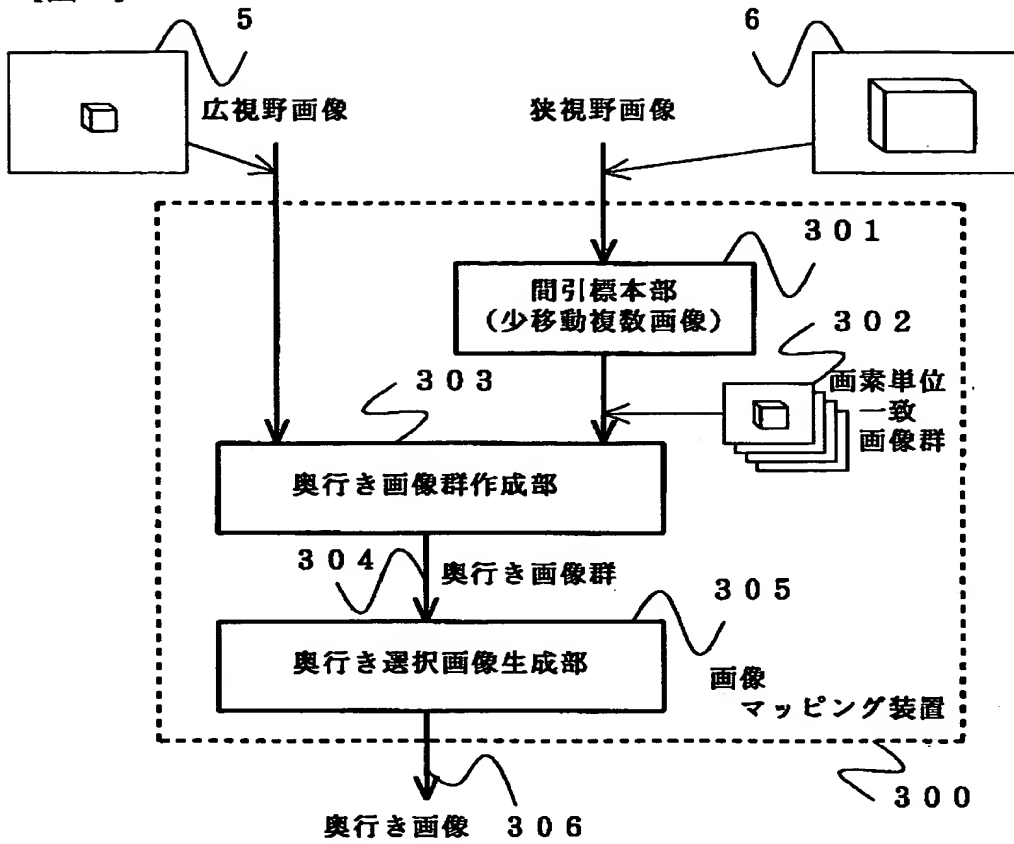 5
6
広視野画像
狭視野画像
301
間引標本部
(少移動複数画像)
302
画素単位
一致
画像群
303
奥行き画像群作成部
304
奥行き画像群
305
奥行き選択画像生成部
画像
マッピング装置
300
奥行き画像
306